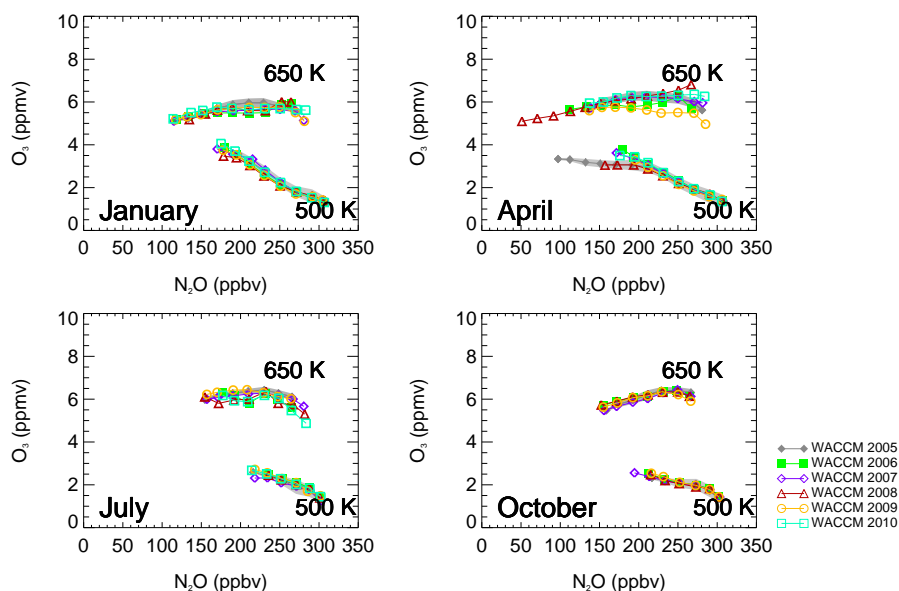 10
8
6
4
2
0
O₃ (ppmv)
650 K
500 K
January
0 50 100 150 200 250 300 350
N₂O (ppbv)
10
8
6
4
2
0
O₃ (ppmv)
650 K
500 K
April
0 50 100 150 200 250 300 350
N₂O (ppbv)
10
8
6
4
2
0
O₃ (ppmv)
650 K
500 K
July
0 50 100 150 200 250 300 350
N₂O (ppbv)
10
8
6
4
2
0
O₃ (ppmv)
650 K
500 K
October
0 50 100 150 200 250 300 350
N₂O (ppbv)
WACCM 2005
WACCM 2006
WACCM 2007
WACCM 2008
WACCM 2009
WACCM 2010